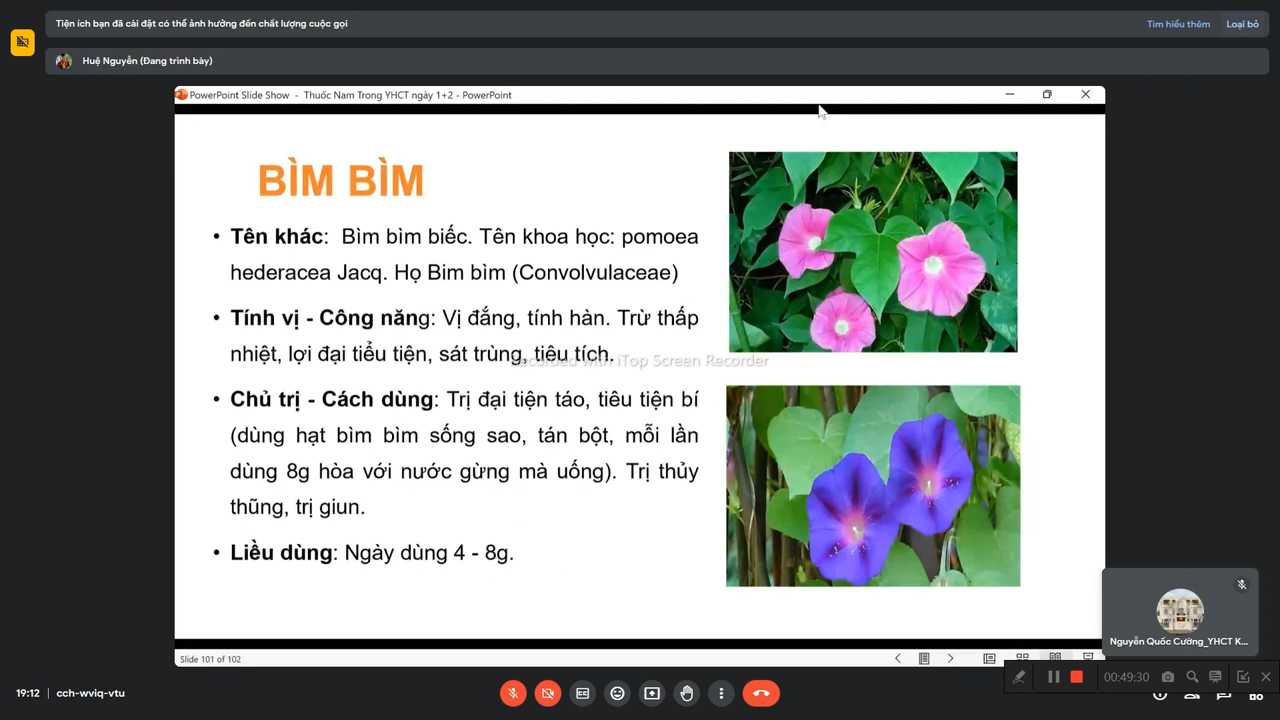 Tiện ích bạn đã cài đặt có thể ảnh hưởng đến chất lượng cuộc gọi
Tìm hiểu thêm
Loại bỏ
Huệ Nguyễn (Đang trình bày)
PowerPoint Slide Show - Thuốc Nam Trong YHCT ngày 1+2 - PowerPoint
BÌM BÌM
• Tên khác: Bìm bìm biếc. Tên khoa học: pomoea
hederacea Jacq. Họ Bim bìm (Convolvulaceae)
• Tính vị - Công năng: Vị đắng, tính hàn. Trừ thấp
nhiệt, lợi đại tiểu tiện, sát trùng, tiêu tích.
Recorded with iTop Screen Recorder
• Chủ trị - Cách dùng: Trị đại tiện táo, tiêu tiện bí
(dùng hạt bìm bìm sống sao, tán bột, mỗi lần
dùng 8g hòa với nước gừng mà uống). Trị thủy
thũng, trị giun.
• Liều dùng: Ngày dùng 4 - 8g.
Nguyễn Quốc Cường_YHCT K...
Slide 101 of 102
00:49:30
19:12 | cch-wviq-vtu